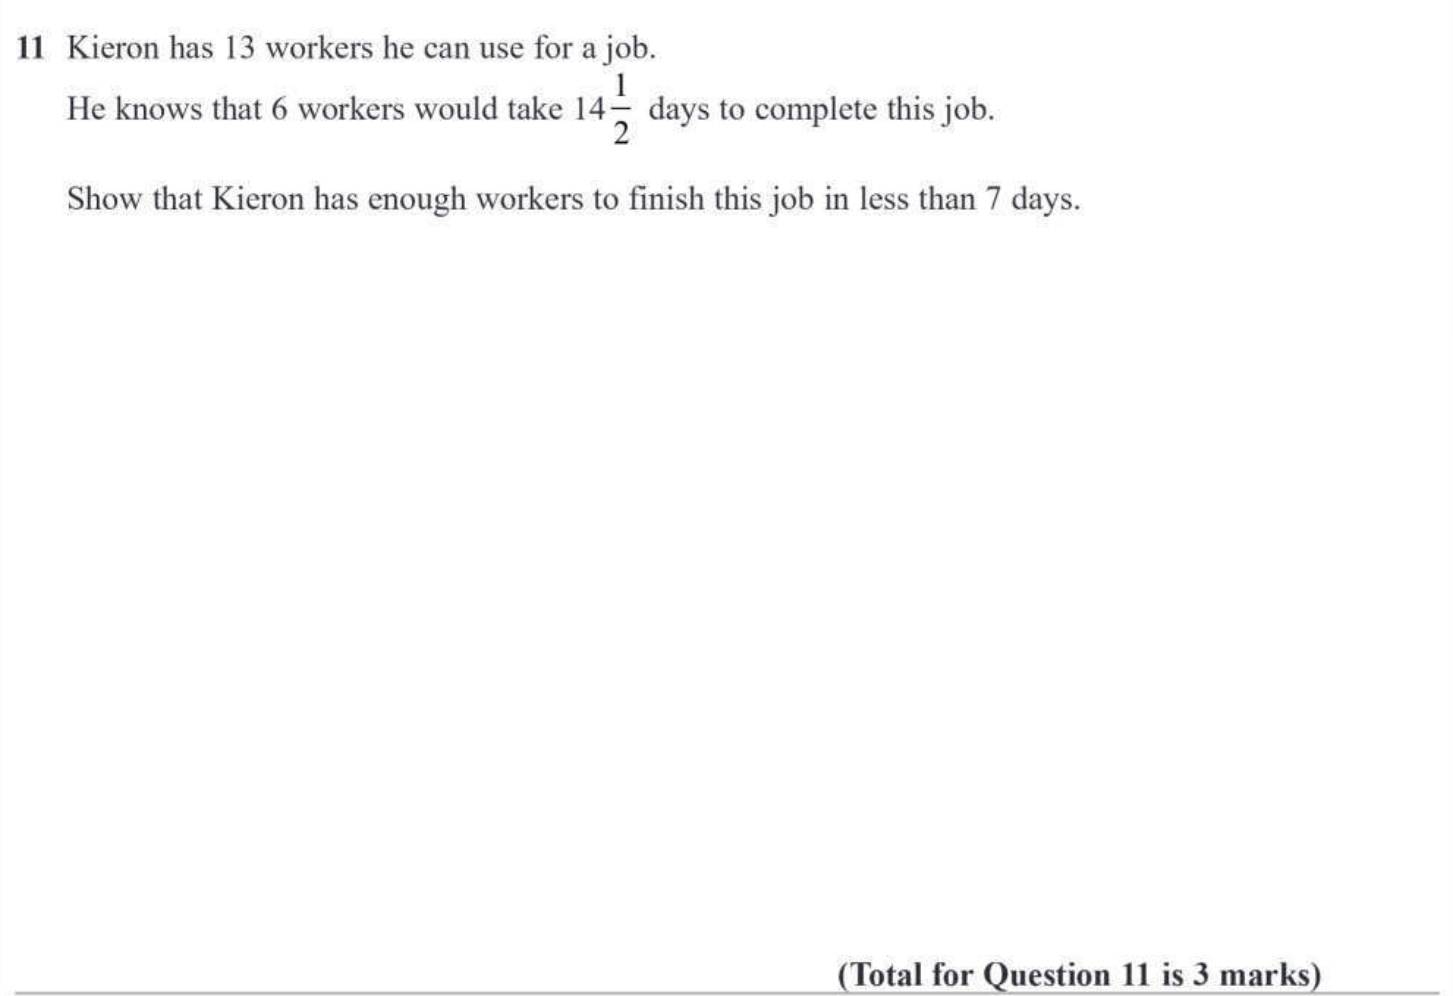 11 Kieron has 13 workers he can use for a job.
He knows that 6 workers would take 14 1/2 days to complete this job.
Show that Kieron has enough workers to finish this job in less than 7 days.
(Total for Question 11 is 3 marks)